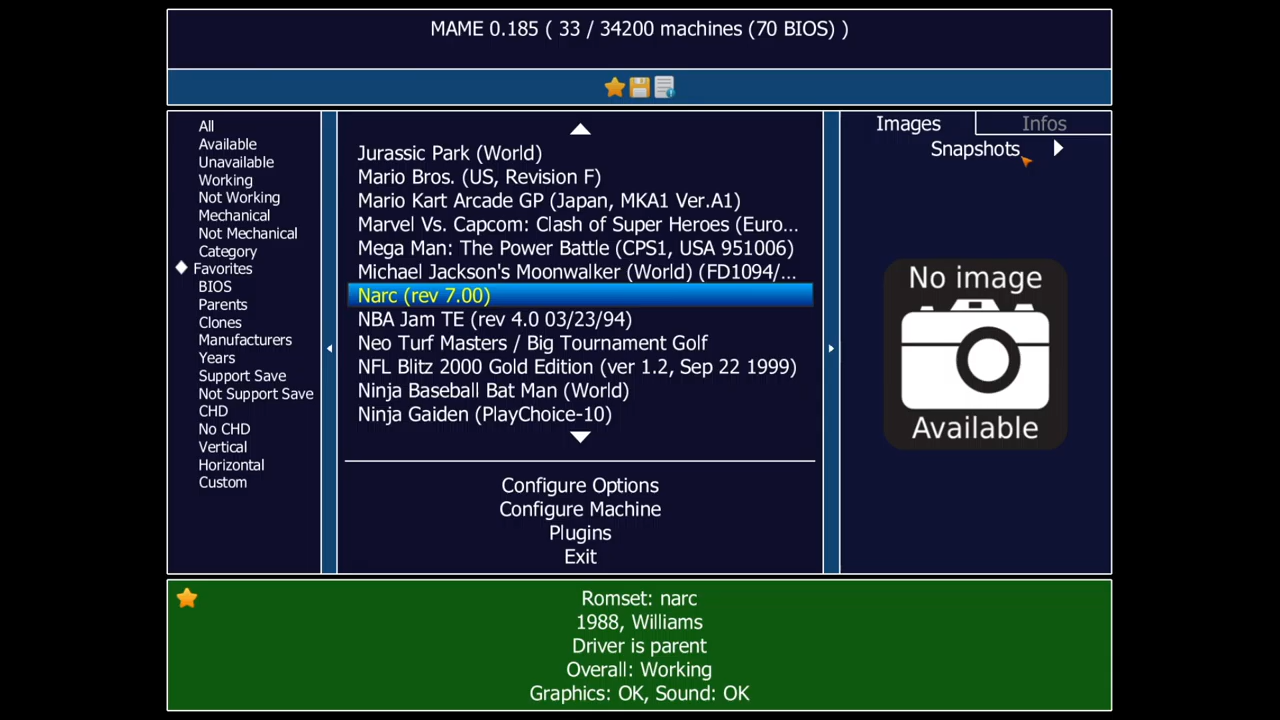 MAME 0.185 ( 33 / 34200 machines (70 BIOS) )
All
Available
Unavailable
Working
Not Working
Mechanical
Not Mechanical
Category
Favorites
BIOS
Parents
Clones
Manufacturers
Years
Support Save
Not Support Save
CHD
No CHD
Vertical
Horizontal
Custom
Jurassic Park (World)
Mario Bros. (US, Revision F)
Mario Kart Arcade GP (Japan, MKA1 Ver.A1)
Marvel Vs. Capcom: Clash of Super Heroes (Euro...
Mega Man: The Power Battle (CPS1, USA 951006)
Michael Jackson's Moonwalker (World) (FD1094/...
Narc (rev 7.00)
NBA Jam TE (rev 4.0 03/23/94)
Neo Turf Masters / Big Tournament Golf
NFL Blitz 2000 Gold Edition (ver 1.2, Sep 22 1999)
Ninja Baseball Bat Man (World)
Ninja Gaiden (PlayChoice-10)
Configure Options
Configure Machine
Plugins
Exit
Images Infos
Snapshots
No image
Available
Romset: narc
1988, Williams
Driver is parent
Overall: Working
Graphics: OK, Sound: OK